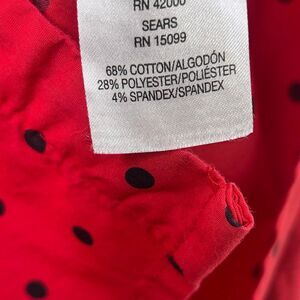 RN 42000
SEARS
RN 15099
68% COTTON/ALGODÓN
28% POLYESTER/POLIÉSTER
4% SPANDEX/SPANDEX